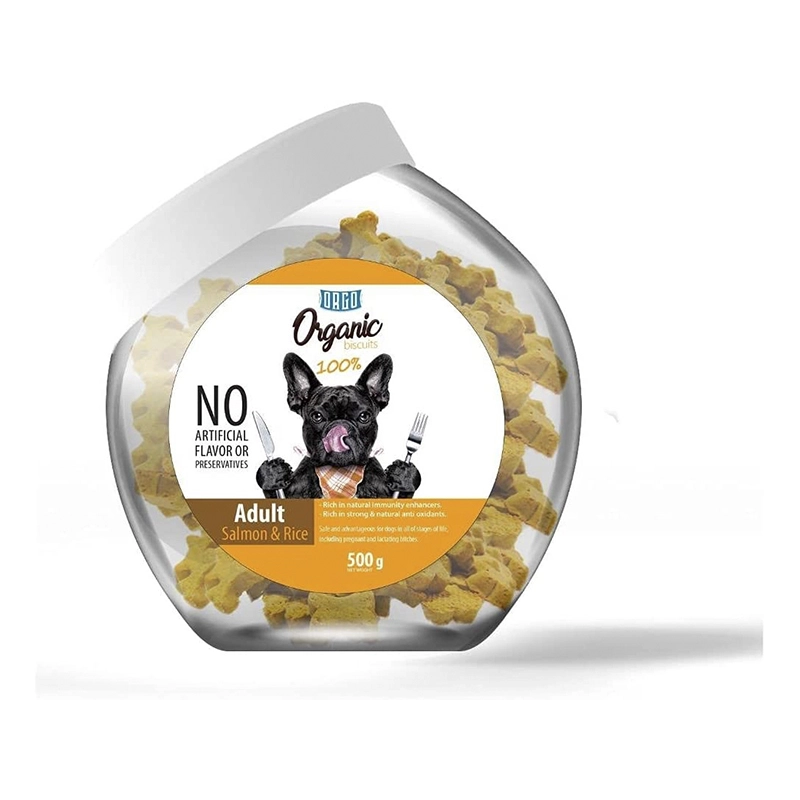 ORGO
Organic
biscuits
100%
NO
ARTIFICIAL
FLAVOR OR
PRESERVATIVES
Adult
Salmon & Rice
- Rich in natural immunity enhancers.
- Rich in strong & natural anti oxidants.
Safe and advantageous for dogs in all of stages of life,
including pregnant and lactating bitches
500 g
NET WEIGHT